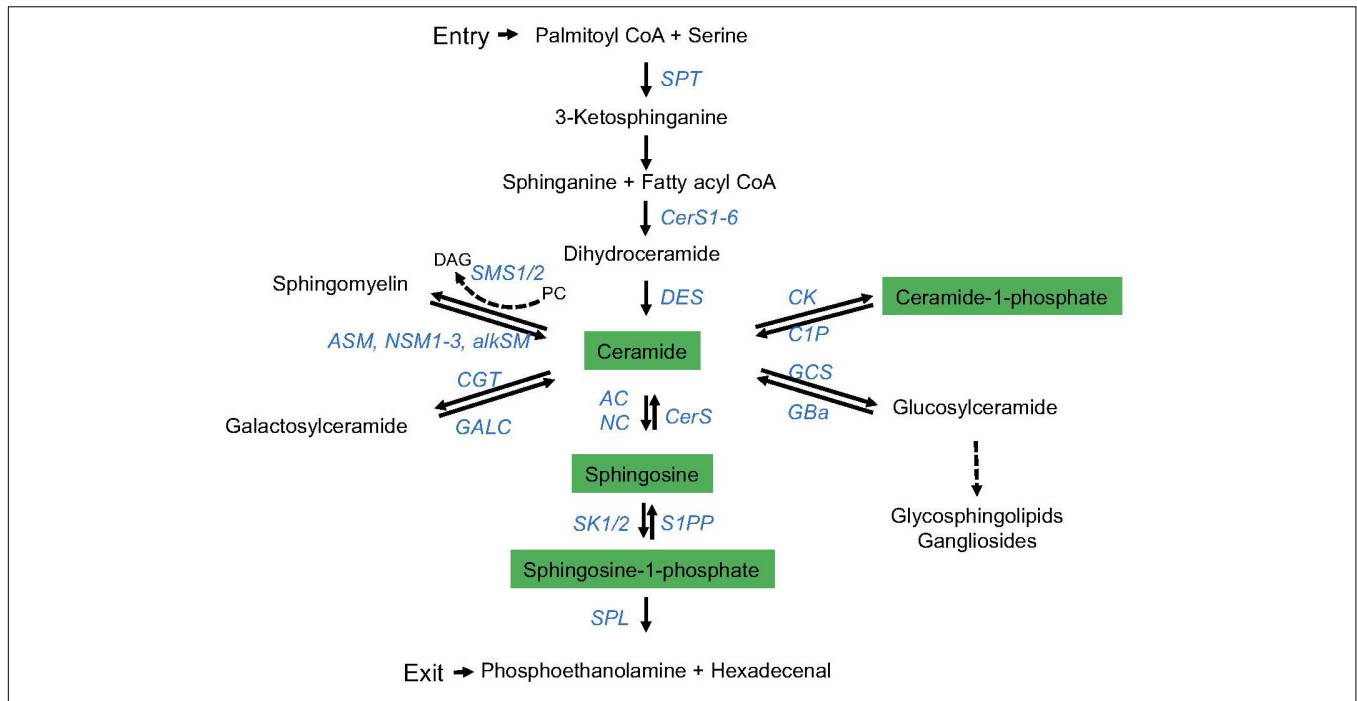 Entry → Palmitoyl CoA + Serine
SPT
3-Ketosphinganine
Sphinganine + Fatty acyl CoA
CerS1-6
Dihydroceramide
DAG
SMS1/2
PC
Sphingomyelin
DES
CK
Ceramide-1-phosphate
C1P
ASM, NSM1-3, alkSM
Ceramide
CGT
GCS
AC
NC
CerS
GBa
Glucosylceramide
Galactosylceramide
GALC
Sphingosine
SK1/2
S1PP
Glycosphingolipids
Gangliosides
Sphingosine-1-phosphate
SPL
Exit → Phosphoethanolamine + Hexadecenal